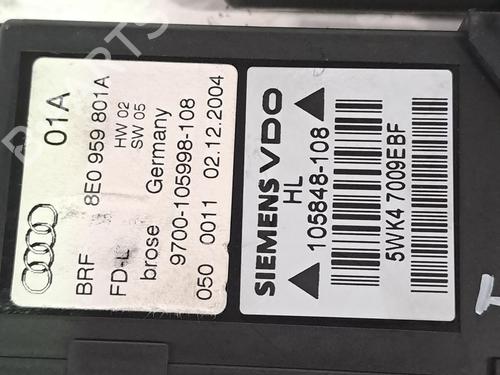 01A
8E0 959 801A
HW 02
SW 05
BRF
FD-L
brose Germany
9700-105998-108
050 0011 02.12.2004
SIEMENS VDO
HL
105848-108
5WK4 7009EBF